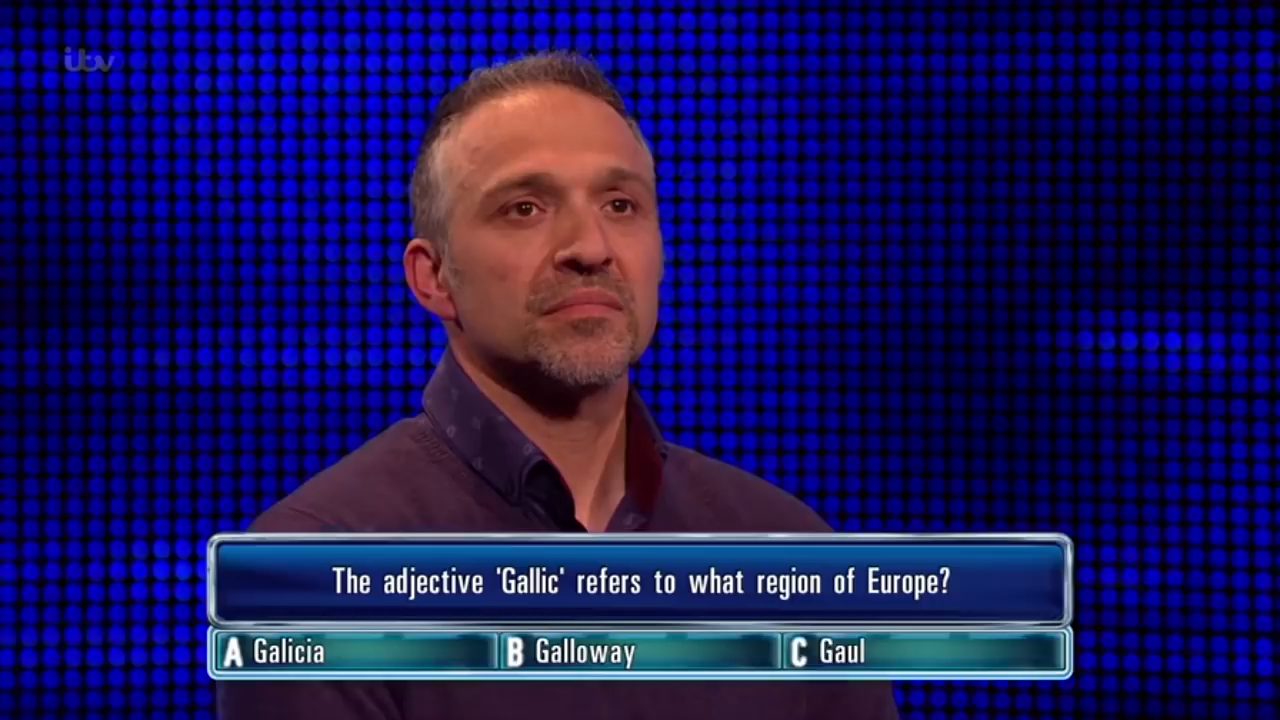 itv
The adjective 'Gallic' refers to what region of Europe?
A Galicia
B Galloway
C Gaul